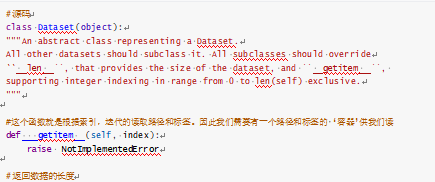 #源码
class Dataset(object):
"""An abstract class representing a Dataset.
All other datasets should subclass it. All subclasses should override
``__len__``, that provides the size of the dataset, and ``__getitem__``,
supporting integer indexing in range from 0 to len(self) exclusive.
"""
#这个函数就是根据索引，迭代的读取路径和标签。因此我们需要有一个路径和标签的‘容器’供我们读
def __getitem__(self, index):
raise NotImplementedError
#返回数据的长度